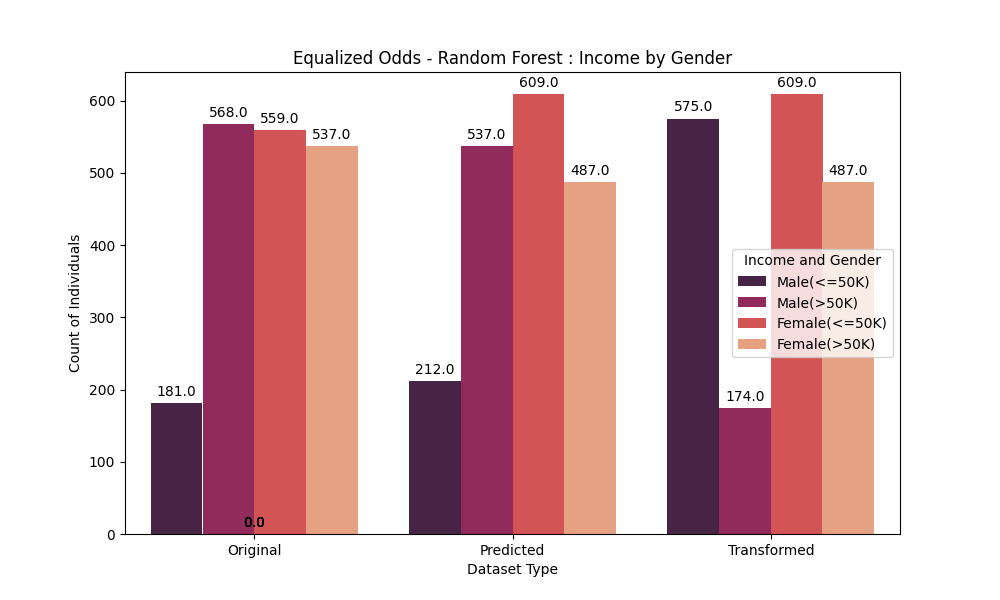 Equalized Odds - Random Forest : Income by Gender
Count of Individuals
600
500
400
300
200
100
0
181.0
568.0
559.0
537.0
0.0
212.0
537.0
609.0
487.0
575.0
174.0
609.0
487.0
Income and Gender
Male(<=50K)
Male(>50K)
Female(<=50K)
Female(>50K)
Original
Predicted
Transformed
Dataset Type